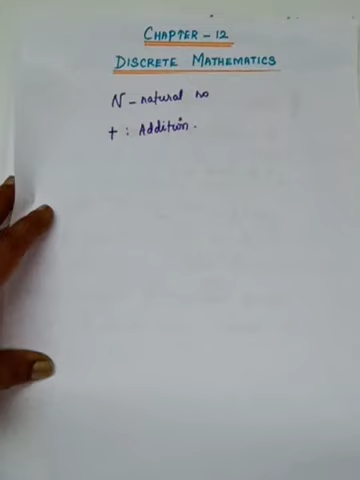 CHAPTER - 12
DISCRETE MATHEMATICS
N - natural no
+ : Addition.